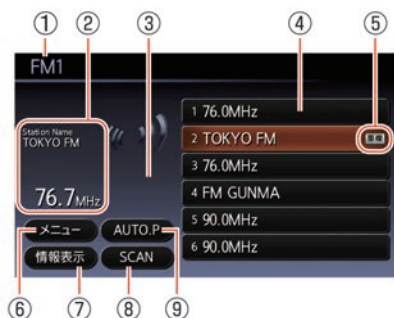 ① ② ③ ④ ⑤
FM1
Station Name
TOKYO FM
76.7MHz
1 76.0MHz
2 TOKYO FM
3 76.0MHz
4 FM GUNMA
5 90.0MHz
6 90.0MHz
メニュー AUTO.P
情報表示 SCAN
⑥ ⑦ ⑧ ⑨